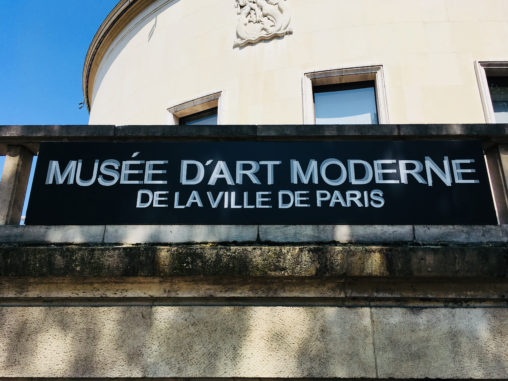 MUSÉE D'ART MODERNE
DE LA VILLE DE PARIS